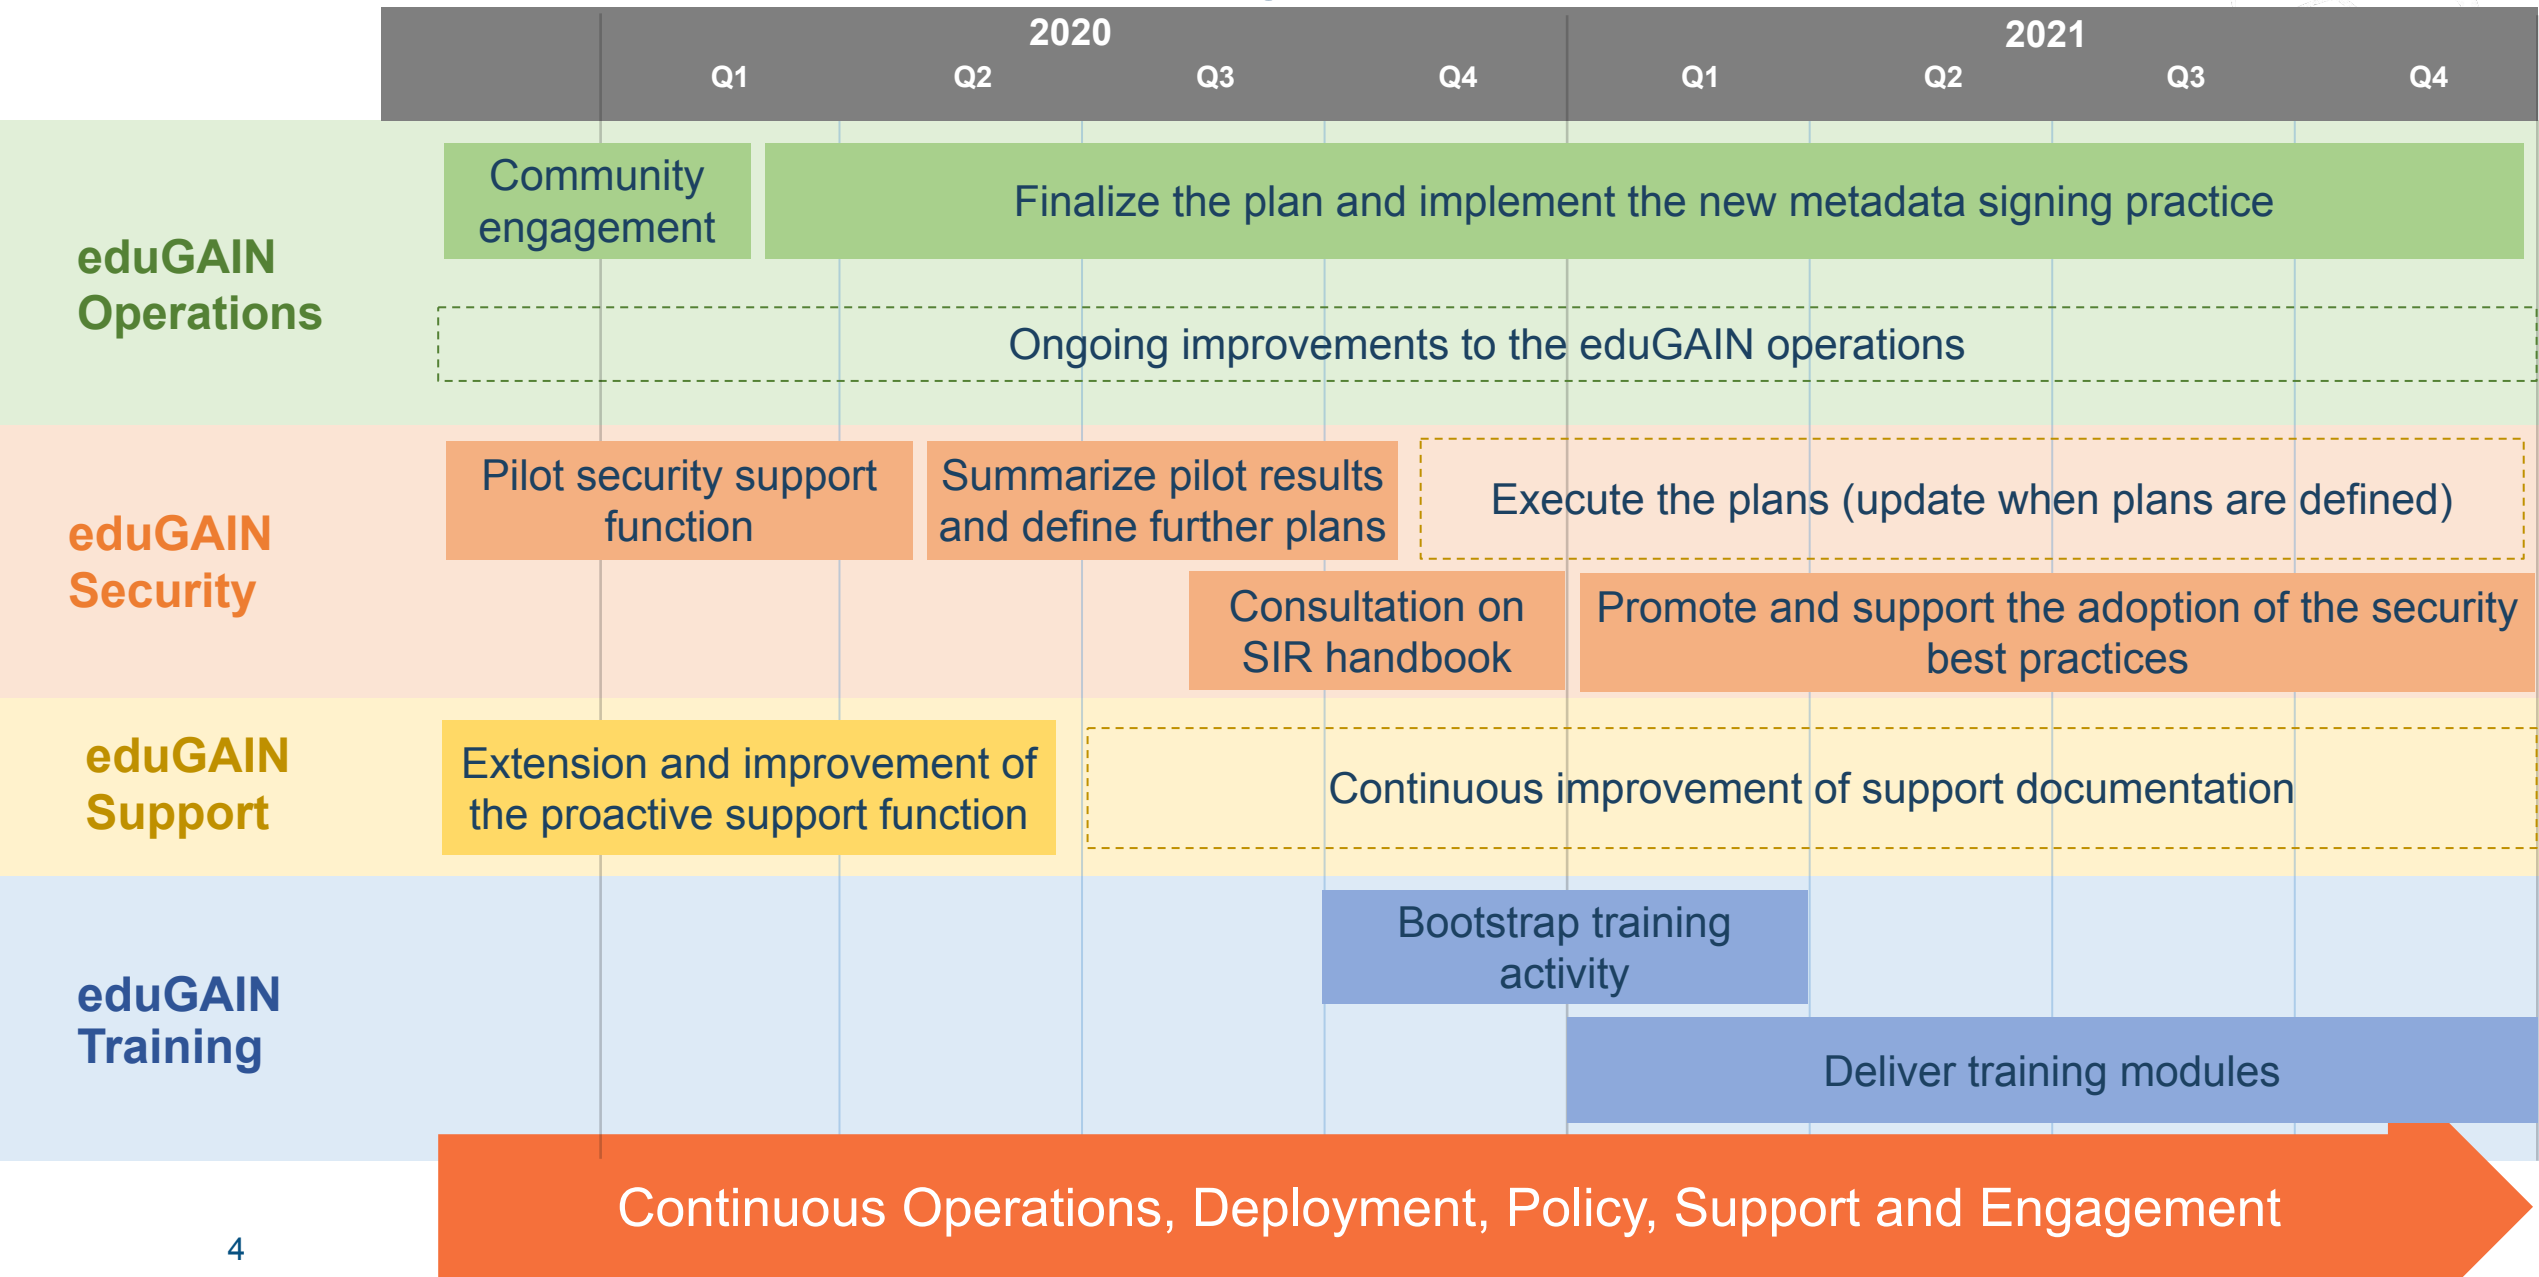 2020
2021
Q1 Q2 Q3 Q4 Q1 Q2 Q3 Q4
eduGAIN
Operations
Community
engagement
Finalize the plan and implement the new metadata signing practice
Ongoing improvements to the eduGAIN operations
eduGAIN
Security
Pilot security support
function
Summarize pilot results
and define further plans
Execute the plans (update when plans are defined)
Consultation on
SIR handbook
Promote and support the adoption of the security
best practices
eduGAIN
Support
Extension and improvement of
the proactive support function
Continuous improvement of support documentation
eduGAIN
Training
Bootstrap training
activity
Deliver training modules
Continuous Operations, Deployment, Policy, Support and Engagement
4